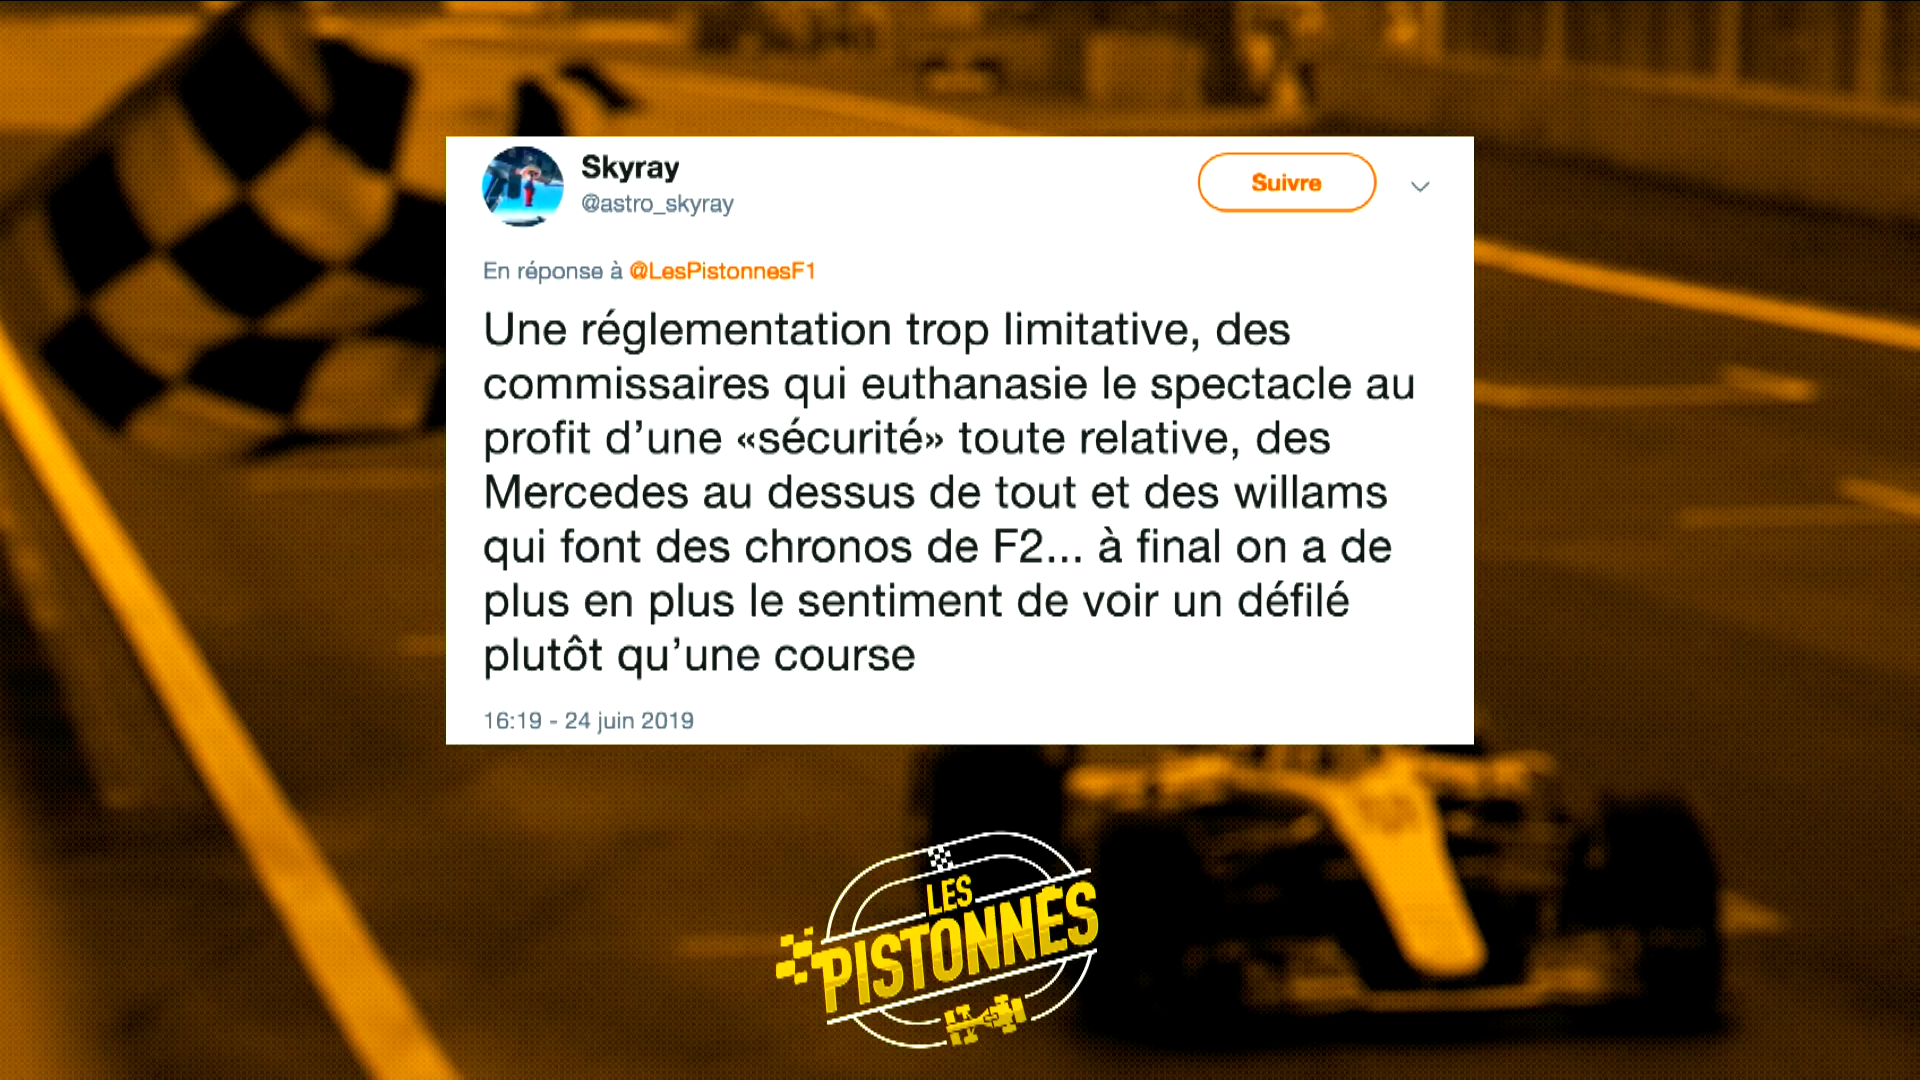 Skyray
@astro_skyray
Suivre
En réponse à @LesPistonnesF1
Une réglementation trop limitative, des
commissaires qui euthanasie le spectacle au
profit d’une «sécurité» toute relative, des
Mercedes au dessus de tout et des willams
qui font des chronos de F2... à final on a de
plus en plus le sentiment de voir un défilé
plutôt qu’une course
16:19 - 24 juin 2019
LES
PISTONNÉS